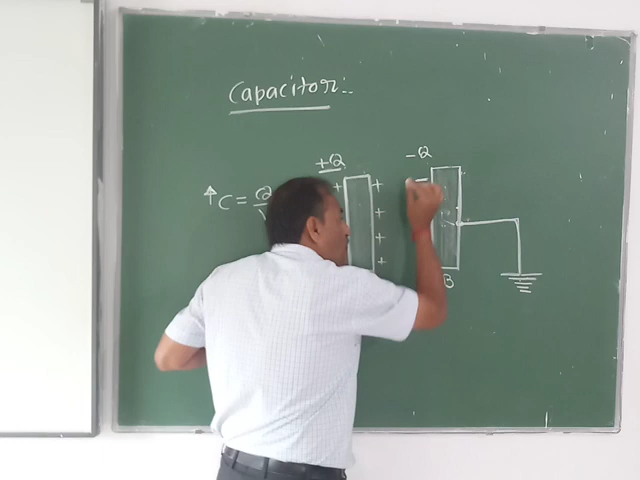 Capacitor:
+Q
-Q
↑C = Q
+ +
+
+
+
-
B